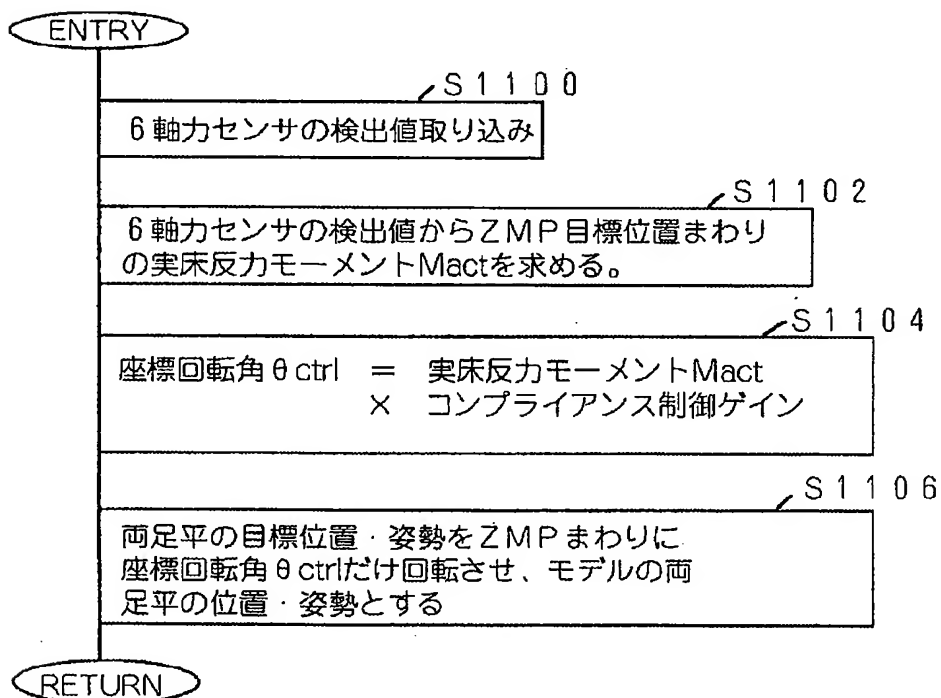 ENTRY
S1100
6軸力センサの検出値取り込み
S1102
6軸力センサの検出値からZMP目標位置まわり
の実床反力モーメントMactを求める。
S1104
座標回転角θctrl = 実床反力モーメントMact
× コンプライアンス制御ゲイン
S1106
両足平の目標位置・姿勢をZMPまわりに
座標回転角θctrlだけ回転させ、モデルの両
足平の位置・姿勢とする
RETURN